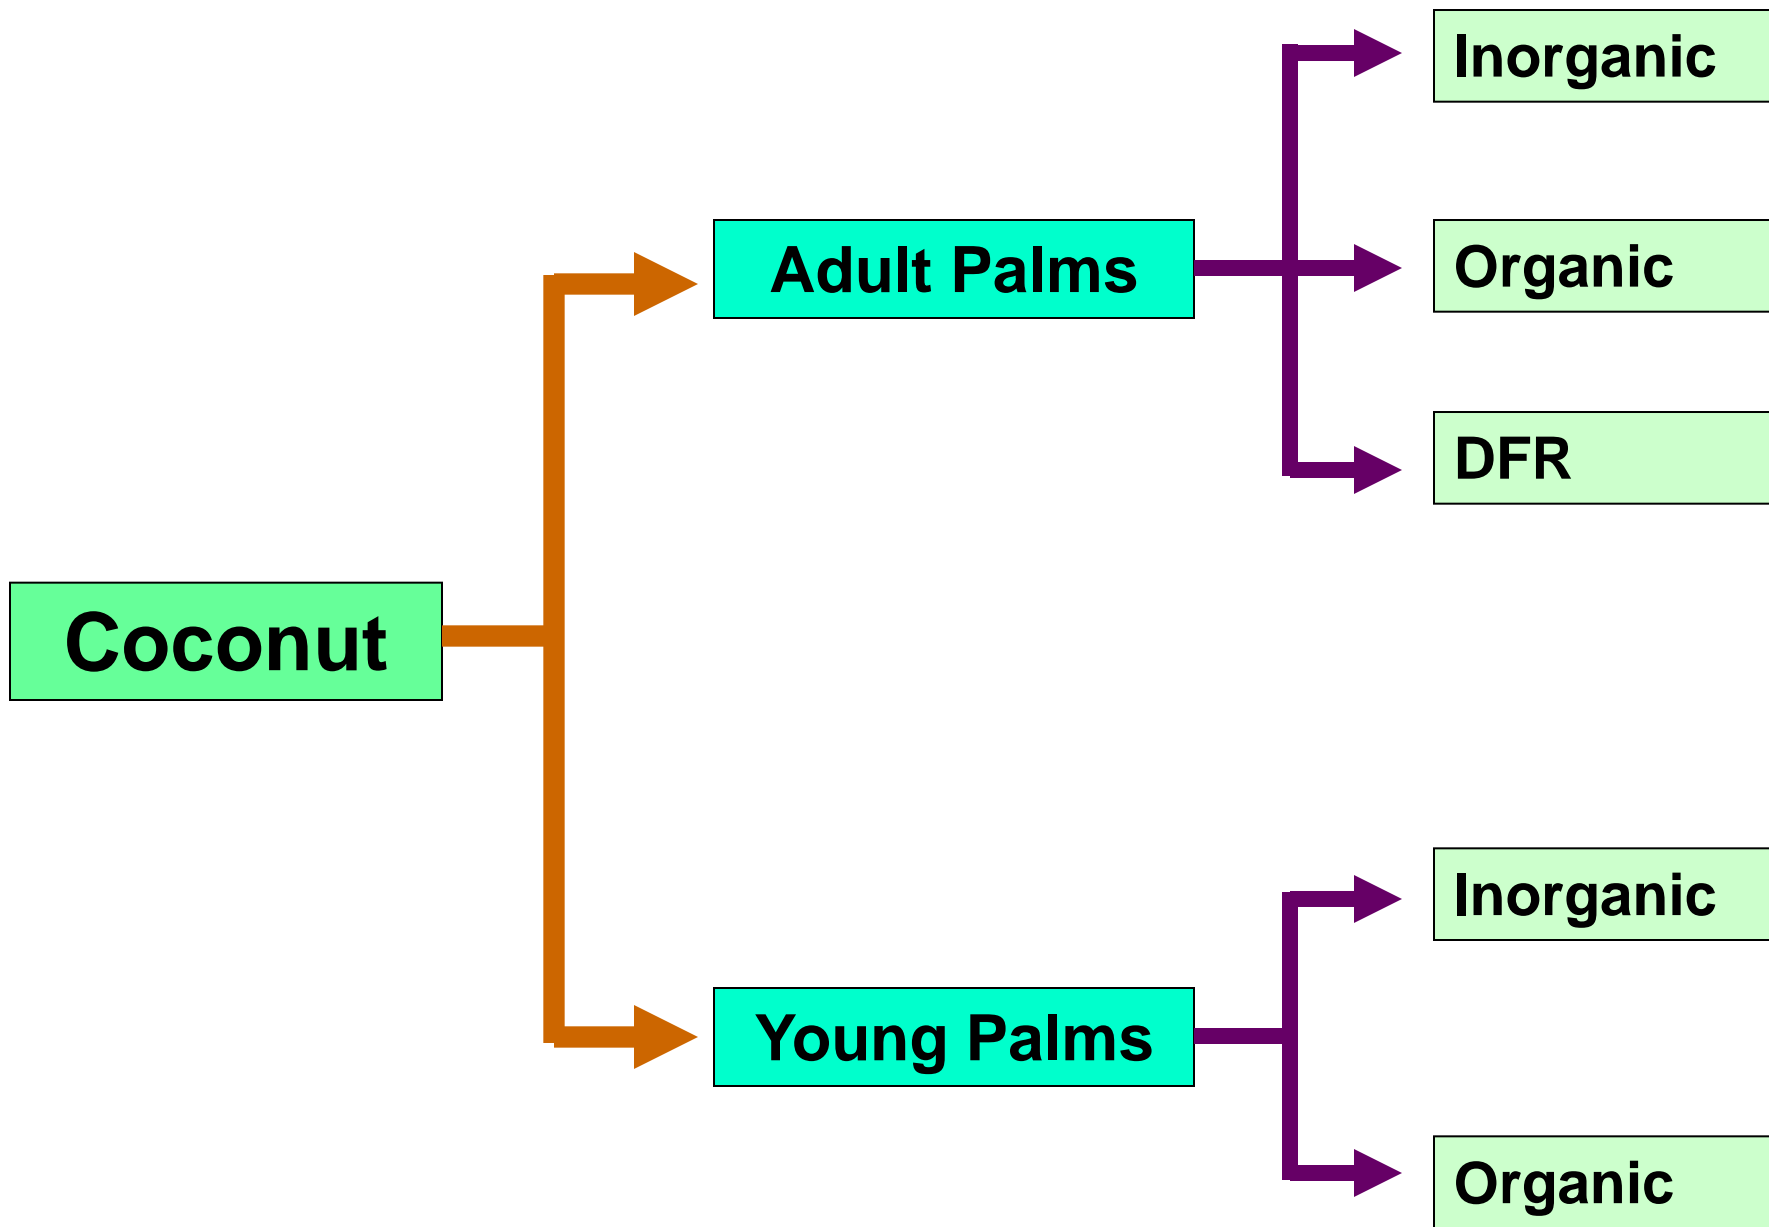 Inorganic
Adult Palms
Organic
DFR
Coconut
Inorganic
Young Palms
Organic